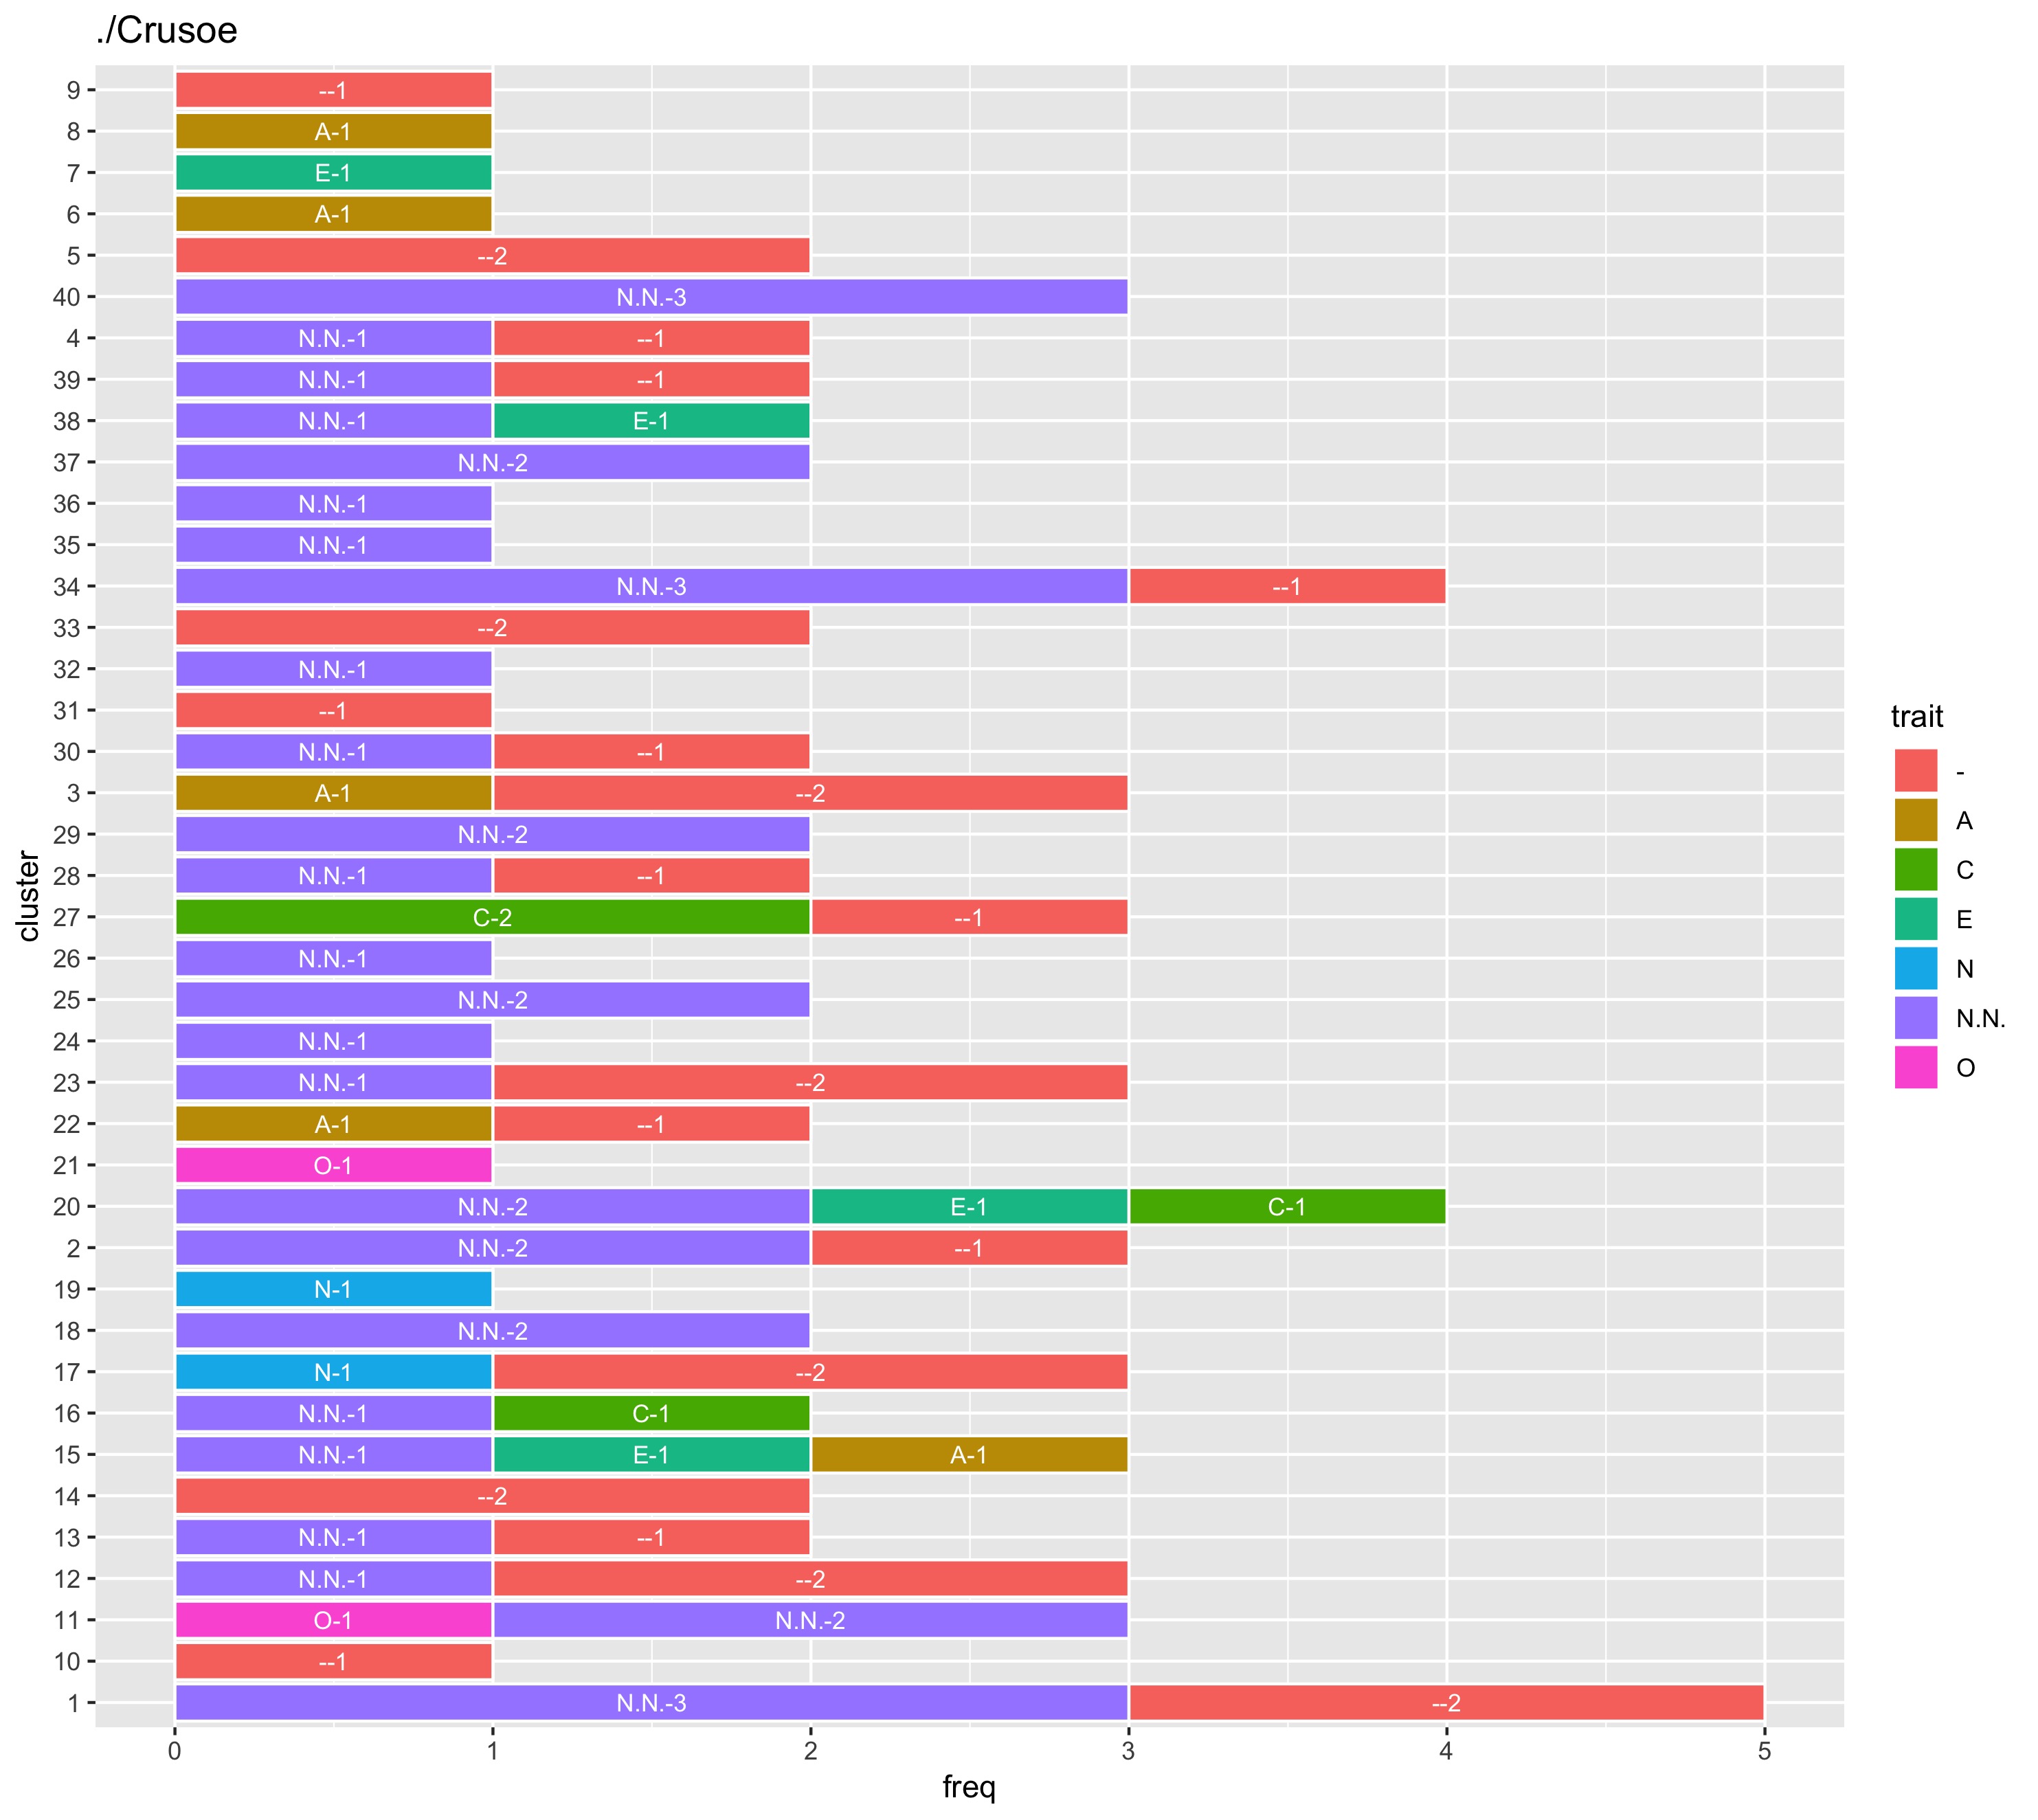 ./Crusoe
9 --1
8 A-1
7 E-1
6 A-1
5 --2
40 N.N.-3
4 N.N.-1 --1
39 N.N.-1 --1
38 N.N.-1 E-1
37 N.N.-2
36 N.N.-1
35 N.N.-1
34 N.N.-3 --1
33 --2
32 N.N.-1
31 --1
30 N.N.-1 --1
3 A-1 --2
29 N.N.-2
28 N.N.-1 --1
27 C-2 --1
26 N.N.-1
25 N.N.-2
24 N.N.-1
23 N.N.-1 --2
22 A-1 --1
21 O-1
20 N.N.-2 E-1 C-1
2 N.N.-2 --1
19 N-1
18 N.N.-2
17 N-1 --2
16 N.N.-1 C-1
15 N.N.-1 E-1 A-1
14 --2
13 N.N.-1 --1
12 N.N.-1 --2
11 O-1 N.N.-2
10 --1
1 N.N.-3 --2
0 1 2 3 4 5
freq
cluster
trait
-
A
C
E
N
N.N.
O